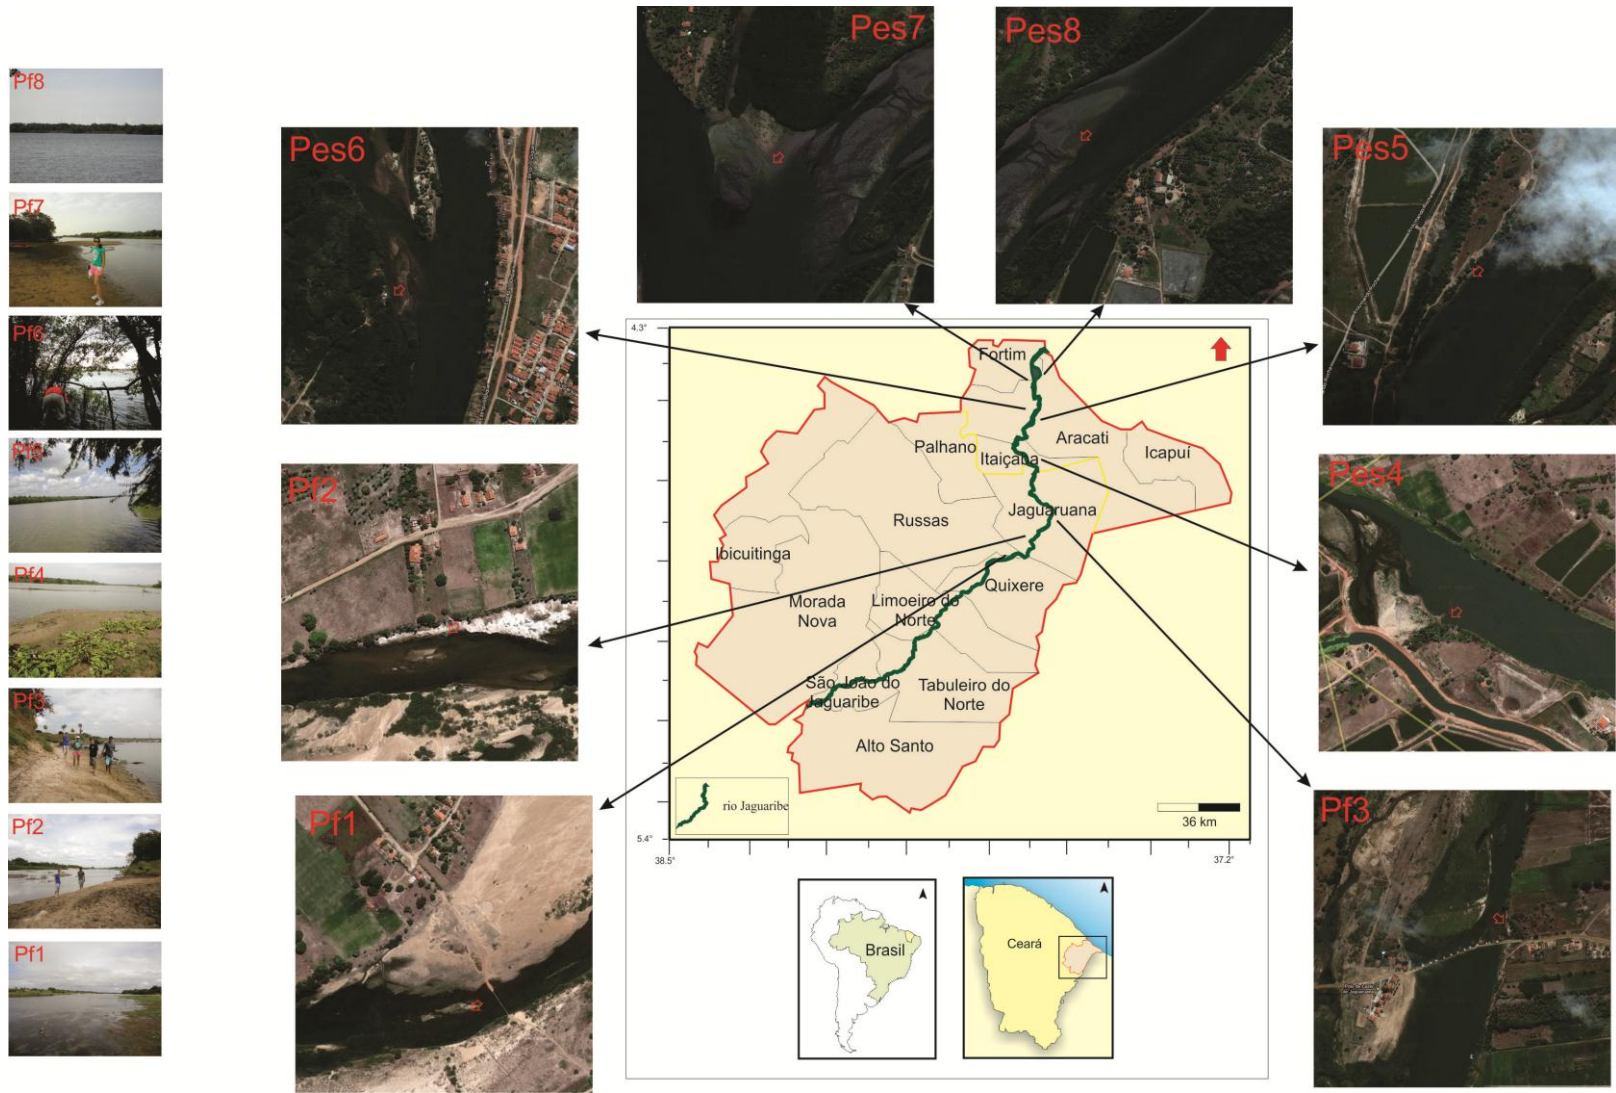 Pf8
Pf7
Pf6
Pf5
Pf4
Pf3
Pf2
Pf1
Pes6
Pf2
Pf1
Pes7
Pes8
Pes5
Pes4
Pf3
4.3°
5.4°
38.5°
37.2°
Fortim
Palhano
Itaiçaba
Aracati
Icapuí
Russas
Jaguaruana
Ibicuitinga
Quixere
Morada
Nova
Limoeiro do
Norte
São João do
Jaguaribe
Tabuleiro do
Norte
Alto Santo
rio Jaguaribe
36 km
Brasil
Ceará